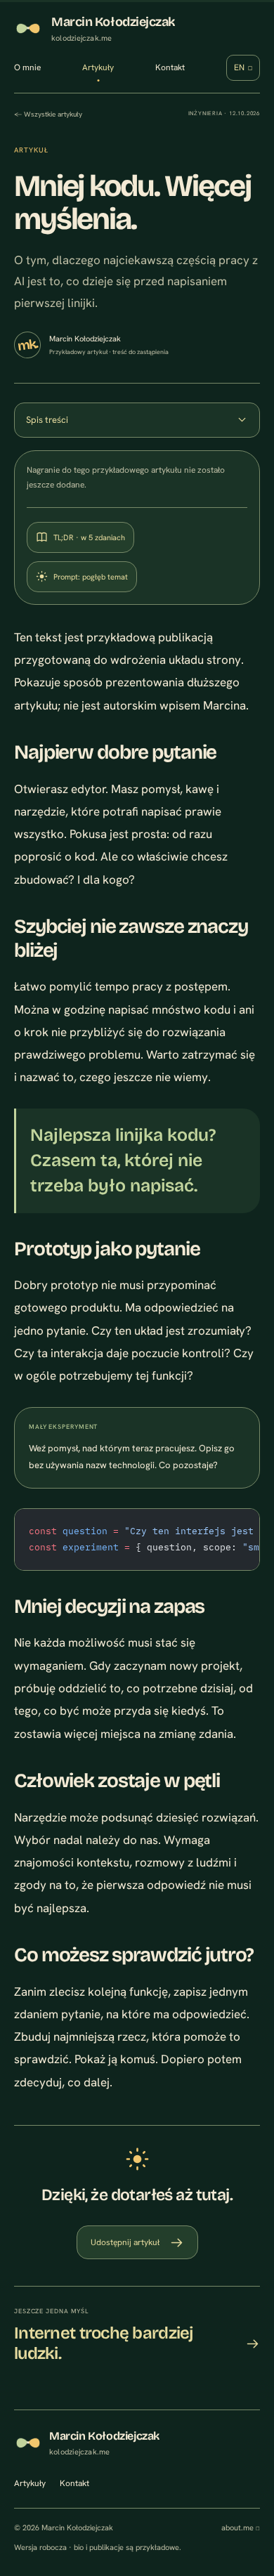 Marcin Kołodziejczak
kolodziejczak.me
O mnie
Artykuły
Kontakt
EN
<- Wszystkie artykuły
INŻYNIERIA · 12.10.2026
ARTYKUŁ
Mniej kodu. Więcej
myślenia.
O tym, dlaczego najciekawszą częścią pracy z
AI jest to, co dzieje się przed napisaniem
pierwszej linijki.
mk.
Marcin Kołodziejczak
Przykładowy artykuł · treść do zastąpienia
Spis treści
Nagranie do tego przykładowego artykułu nie zostało
jeszcze dodane.
TL;DR · w 5 zdaniach
Prompt: pogłęb temat
Ten tekst jest przykładową publikacją
przygotowaną do wdrożenia układu strony.
Pokazuje sposób prezentowania dłuższego
artykułu; nie jest autorskim wpisem Marcina.
Najpierw dobre pytanie
Otwierasz edytor. Masz pomysł, kawę i
narzędzie, które potrafi napisać prawie
wszystko. Pokusa jest prosta: od razu
poprosić o kod. Ale co właściwie chcesz
zbudować? I dla kogo?
Szybciej nie zawsze znaczy
bliżej
Łatwo pomylić tempo pracy z postępem.
Można w godzinę napisać mnóstwo kodu i ani
o krok nie przybliżyć się do rozwiązania
prawdziwego problemu. Warto zatrzymać się
i nazwać to, czego jeszcze nie wiemy.
Najlepsza linijka kodu?
Czasem ta, której nie
trzeba było napisać.
Prototyp jako pytanie
Dobry prototyp nie musi przypominać
gotowego produktu. Ma odpowiedzieć na
jedno pytanie. Czy ten układ jest zrozumiały?
Czy ta interakcja daje poczucie kontroli? Czy
w ogóle potrzebujemy tej funkcji?
MAŁY EKSPERYMENT
Weź pomysł, nad którym teraz pracujesz. Opisz go
bez używania nazw technologii. Co pozostaje?
const question = "Czy ten interfejs jest
const experiment = { question, scope: "sm
Mniej decyzji na zapas
Nie każda możliwość musi stać się
wymaganiem. Gdy zaczynam nowy projekt,
próbuję oddzielić to, co potrzebne dzisiaj, od
tego, co być może przyda się kiedyś. To
zostawia więcej miejsca na zmianę zdania.
Człowiek zostaje w pętli
Narzędzie może podsunąć dziesięć rozwiązań.
Wybór nadal należy do nas. Wymaga
znajomości kontekstu, rozmowy z ludźmi i
zgody na to, że pierwsza odpowiedź nie musi
być najlepsza.
Co możesz sprawdzić jutro?
Zanim zlecisz kolejną funkcję, zapisz jednym
zdaniem pytanie, na które ma odpowiedzieć.
Zbuduj najmniejszą rzecz, która pomoże to
sprawdzić. Pokaż ją komuś. Dopiero potem
zdecyduj, co dalej.
Dzięki, że dotarłeś aż tutaj.
Udostępnij artykuł
JESZCZE JEDNA MYŚL
Internet trochę bardziej
ludzki.
Marcin Kołodziejczak
kolodziejczak.me
Artykuły
Kontakt
© 2026 Marcin Kołodziejczak
about.me
Wersja robocza · bio i publikacje są przykładowe.